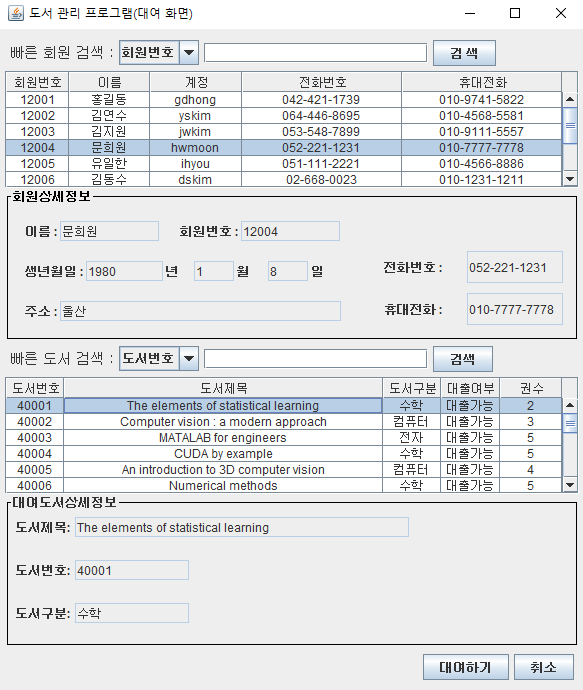 도서 관리 프로그램(대여 화면)
빠른 회원 검색 : 회원번호 검색
회원번호 이름 계정 전화번호 휴대전화
12001 홍길동 gdhong 042-421-1739 010-9741-5822
12002 김연수 yskim 064-446-8695 010-4568-5581
12003 김지원 jwkim 053-548-7899 010-9111-5557
12004 문희원 hwmoon 052-221-1231 010-7777-7778
12005 유일한 ihyou 051-111-2221 010-4566-8886
12006 김동수 dskim 02-668-0023 010-1231-1211
회원상세정보
이름 : 문희원 회원번호 : 12004
생년월일 : 1980 년 1 월 8 일 전화번호 : 052-221-1231
주소 : 울산 휴대전화 : 010-7777-7778
빠른 도서 검색 : 도서번호 검색
도서번호 도서제목 도서구분 대출여부 권수
40001 The elements of statistical learning 수학 대출가능 2
40002 Computer vision : a modern approach 컴퓨터 대출가능 3
40003 MATALAB for engineers 전자 대출가능 5
40004 CUDA by example 수학 대출가능 5
40005 An introduction to 3D computer vision 컴퓨터 대출가능 4
40006 Numerical methods 수학 대출가능 5
대여도서상세정보
도서제목: The elements of statistical learning
도서번호: 40001
도서구분: 수학
대여하기 취소